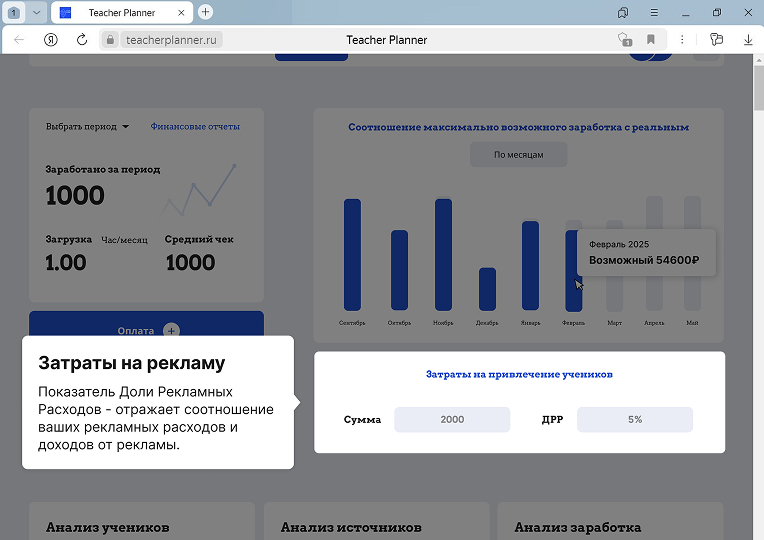 1
Teacher Planner
teacherplanner.ru
Teacher Planner
1
Выбрать период
Финансовые отчеты
Заработано за период
1000
Загрузка Час/месяц
Средний чек
1.00
1000
Оплата
Соотношение максимально возможного заработка с реальным
По месяцам
Февраль 2025
Возможный 54600₽
Сентябрь Октябрь Ноябрь Декабрь Январь Февраль Март Апрель Май
Затраты на рекламу
Показатель Доли Рекламных
Расходов - отражает соотношение
ваших рекламных расходов и
доходов от рекламы.
Затраты на привлечение учеников
Сумма 2000 ДРР 5%
Анализ учеников
Анализ источников
Анализ заработка